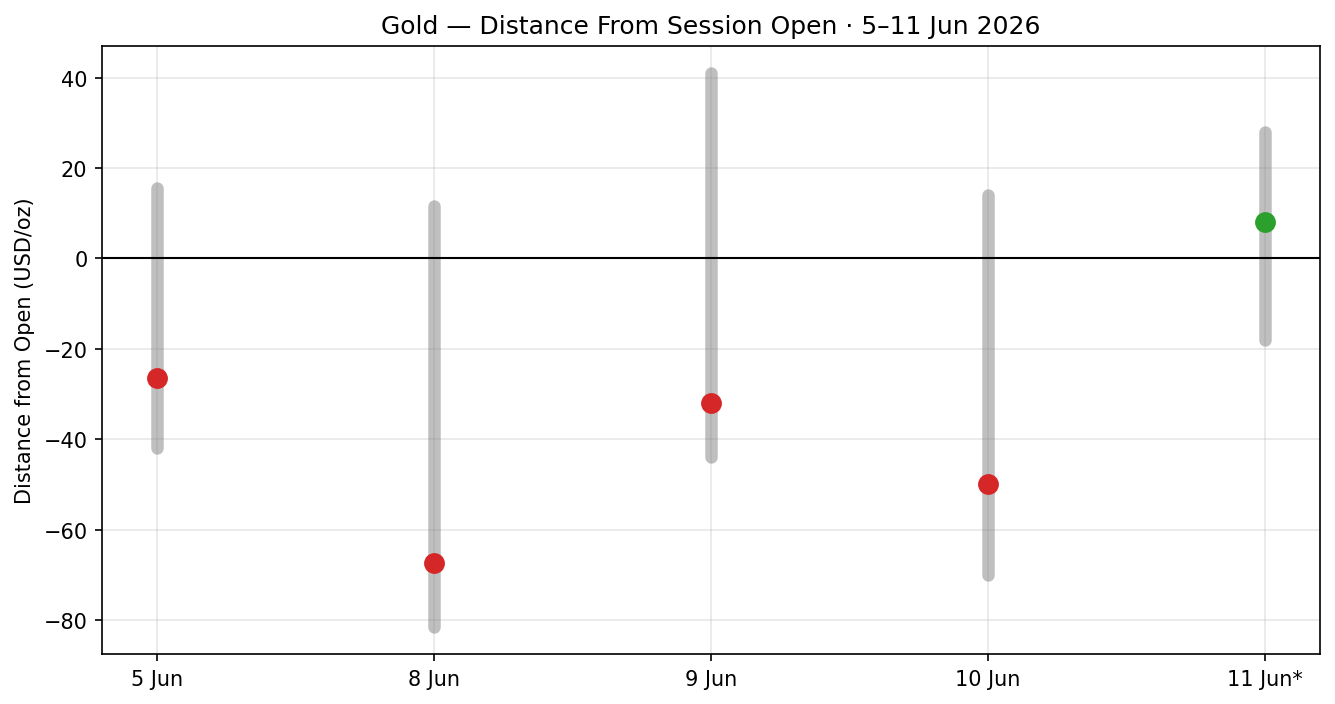 Gold — Distance From Session Open · 5–11 Jun 2026
Distance from Open (USD/oz)
40
20
0
−20
−40
−60
−80
5 Jun
8 Jun
9 Jun
10 Jun
11 Jun*